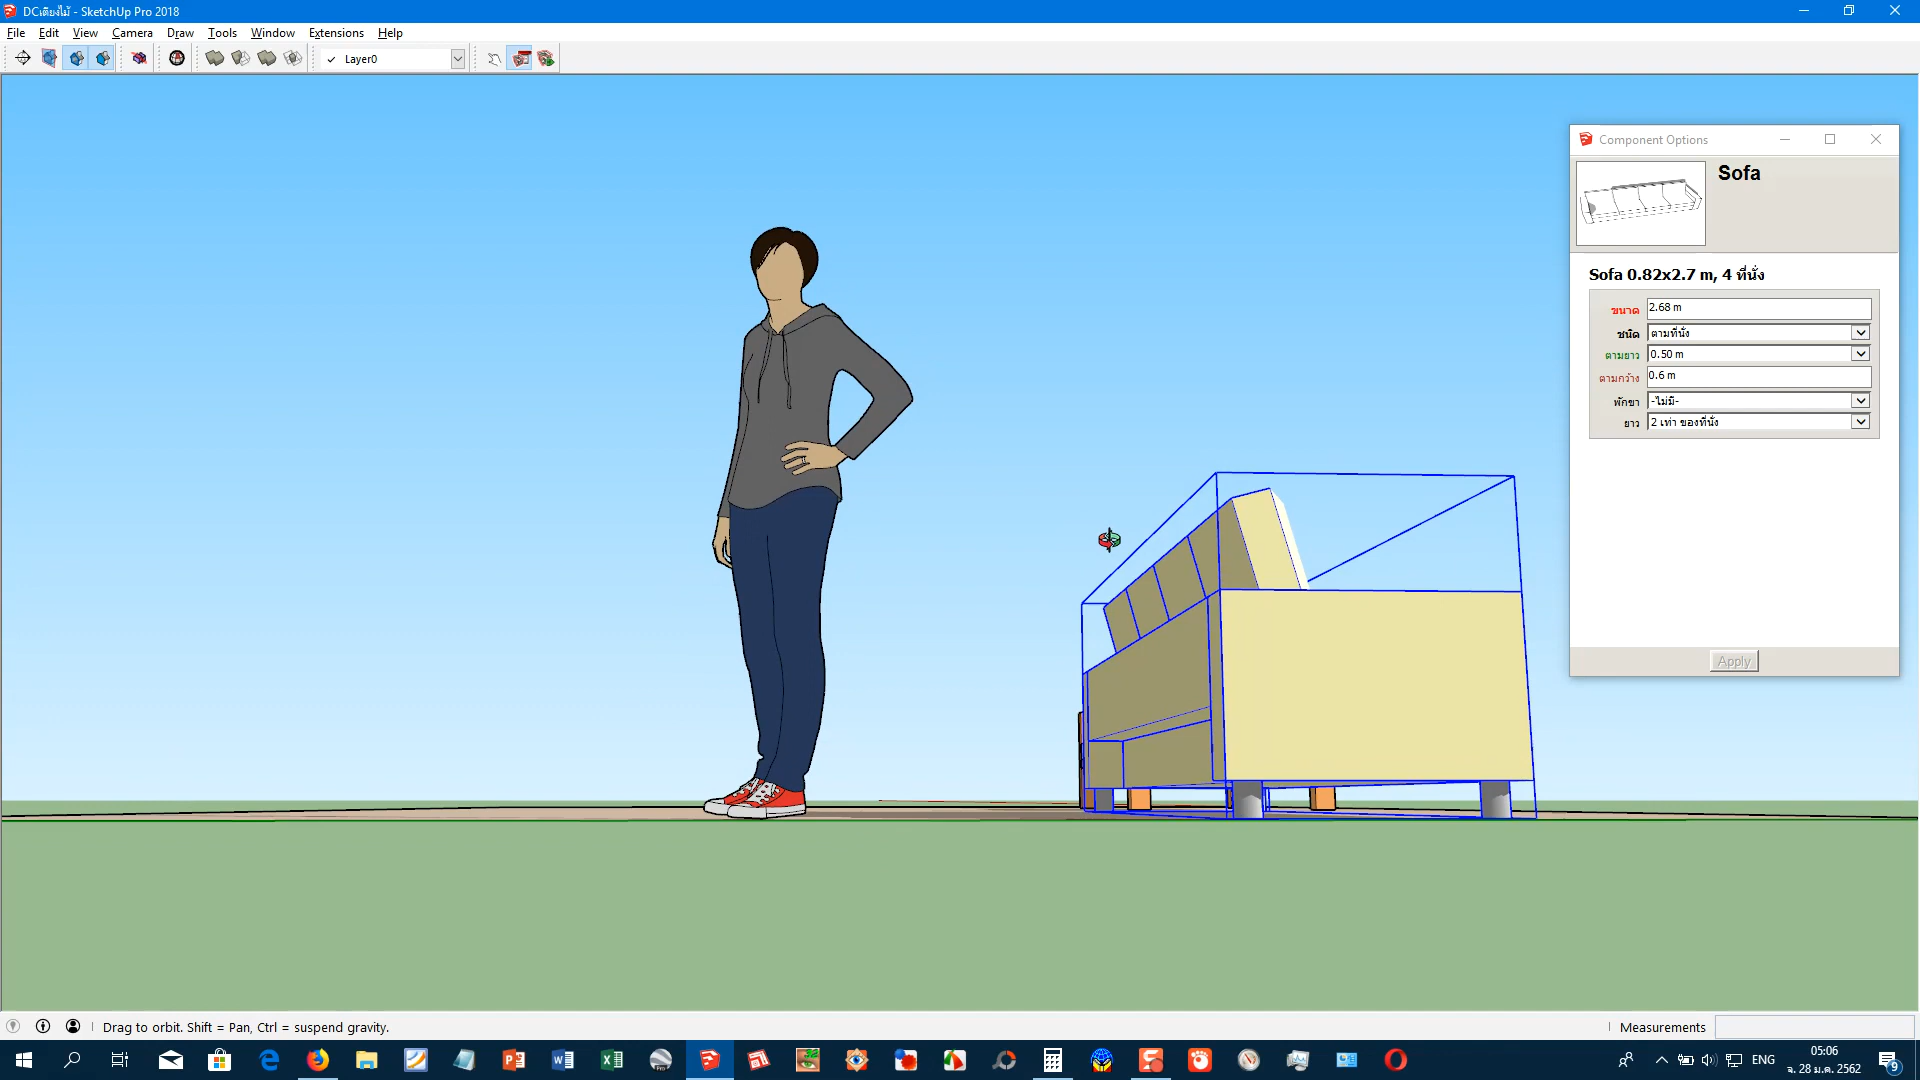 DCเตียงไม้ - SketchUp Pro 2018
File Edit View Camera Draw Tools Window Extensions Help
Layer0
Component Options
Sofa
Sofa 0.82x2.7 m, 4 ที่นั่ง
ขนาด 2.68 m
ชนิด ตามที่นั่ง
ตามยาว 0.50 m
ตามกว้าง 0.6 m
พักขา -ไม่มี-
ยาว 2 เท่า ของที่นั่ง
Apply
Drag to orbit. Shift = Pan, Ctrl = suspend gravity.
Measurements
ENG
05:06
จ. 28 ม.ค. 2562
9